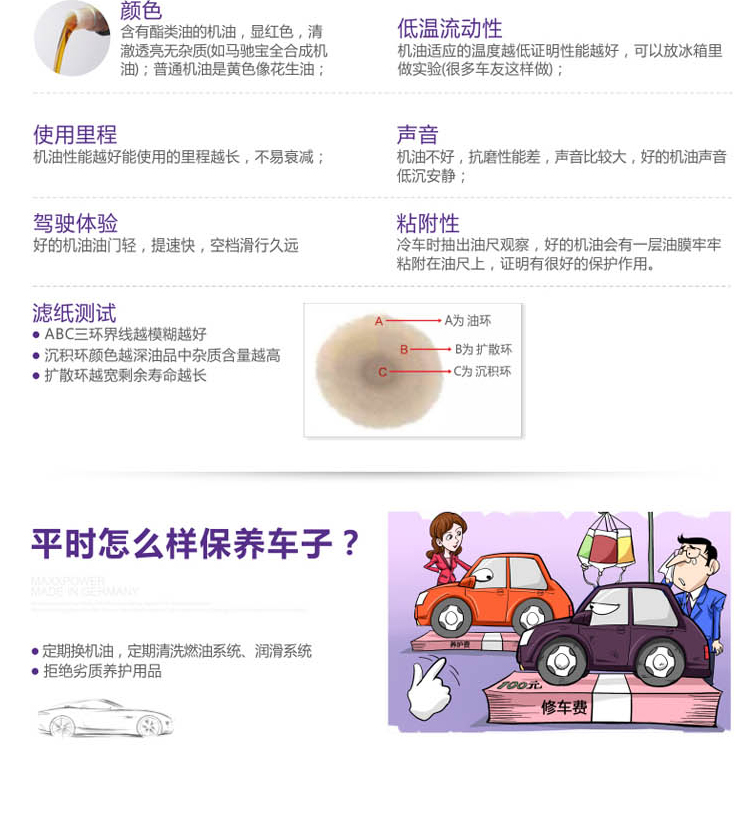 颜色
含有酯类油的机油，显红色，清
澈透亮无杂质(如马驰宝全合成机
油)；普通机油是黄色像花生油；
低温流动性
机油适应的温度越低证明性能越好，可以放冰箱里
做实验(很多车友这样做)；
使用里程
机油性能越好能使用的里程越长，不易衰减；
声音
机油不好，抗磨性能差，声音比较大，好的机油声音
低沉安静；
驾驶体验
好的机油油门轻，提速快，空档滑行久远
粘附性
冷车时抽出油尺观察，好的机油会有一层油膜牢牢
粘附在油尺上，证明有很好的保护作用。
滤纸测试
ABC三环界线越模糊越好
沉积环颜色越深油品中杂质含量越高
扩散环越宽剩余寿命越长
A A为 油环
B B为 扩散环
C C为 沉积环
平时怎么样保养车子？
MAXXPOWER
MADE IN GERMANY
定期换机油，定期清洗燃油系统、润滑系统
拒绝劣质养护用品
养护费
900元
修车费